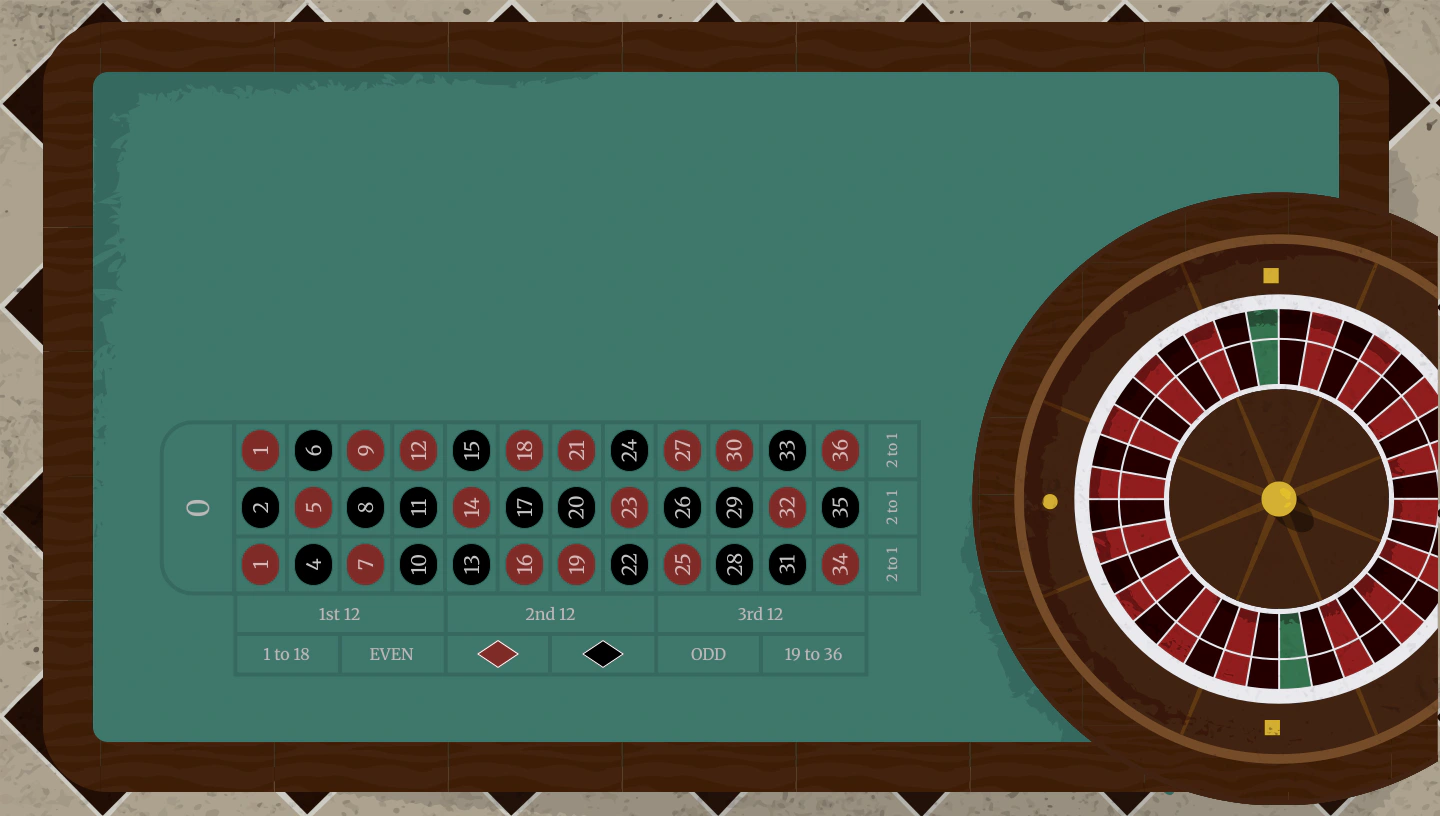 1 6 9 12 15 18 21 24 27 30 33 36 2 to 1
0 2 5 8 11 14 17 20 23 26 29 32 35 2 to 1
1 4 7 10 13 16 19 22 25 28 31 34 2 to 1
1st 12 2nd 12 3rd 12
1 to 18 EVEN ODD 19 to 36